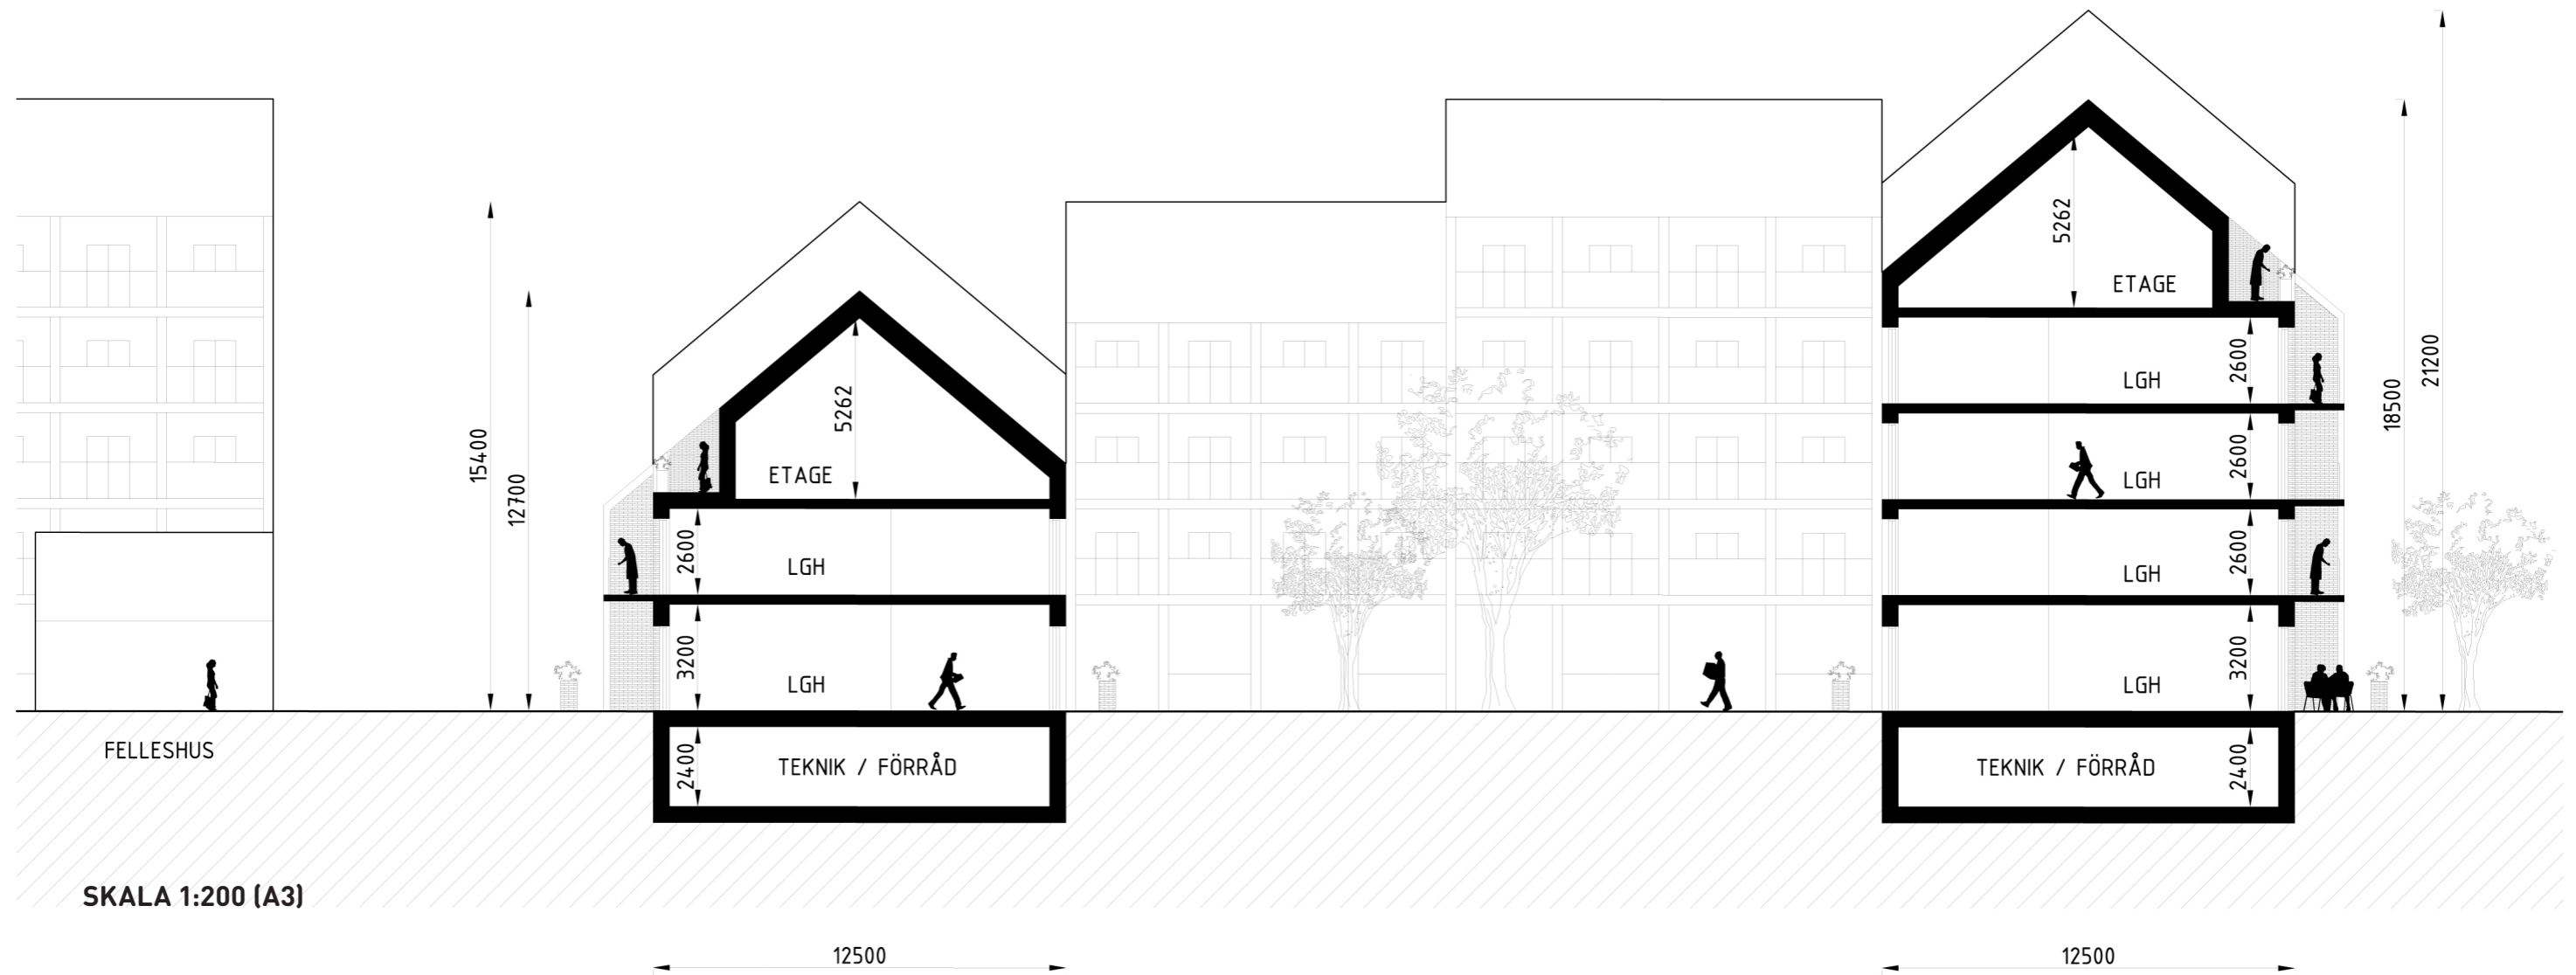 21200
18500
5262
ETAGE
2600
LGH
2600
LGH
2600
LGH
3200
LGH
2400
TEKNIK / FÖRRÅD
15400
12700
5262
ETAGE
2600
LGH
3200
LGH
2400
TEKNIK / FÖRRÅD
FELLESHUS
SKALA 1:200 (A3)
12500
12500